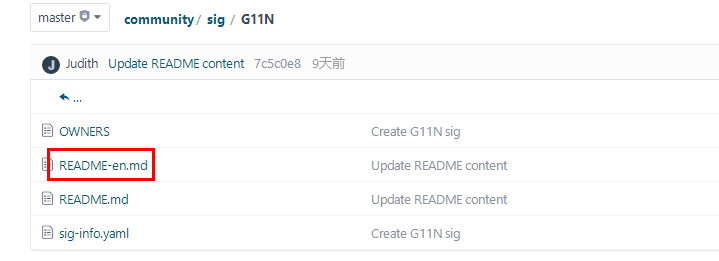 master community / sig / G11N
J Judith Update README content 7c5c0e8 9天前
...
OWNERS Create G11N sig
README-en.md Update README content
README.md Update README content
sig-info.yaml Create G11N sig